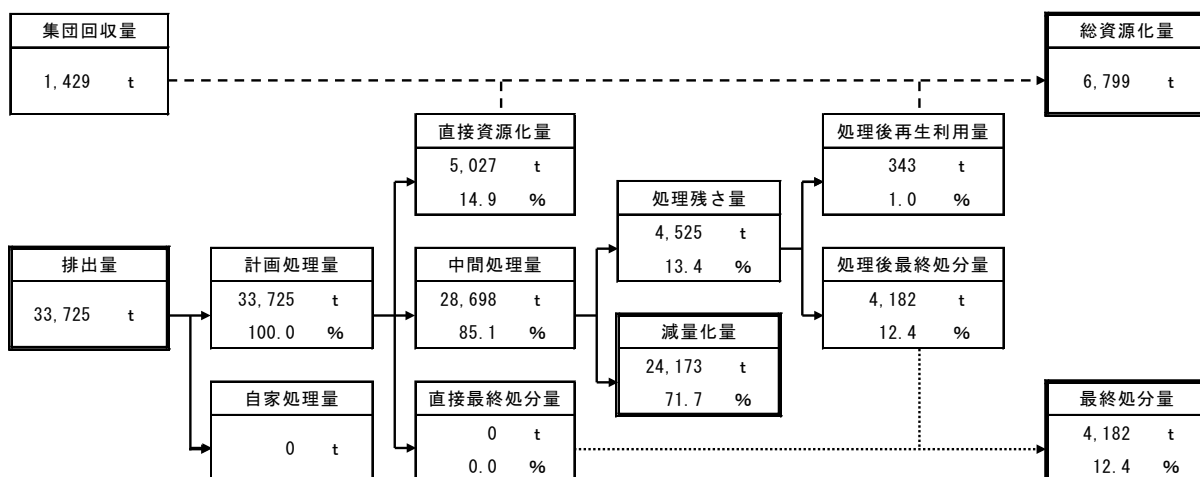 集団回収量
1,429 t
総資源化量
6,799 t
直接資源化量
5,027 t
14.9 %
処理後再生利用量
343 t
1.0 %
処理残さ量
4,525 t
13.4 %
排出量
33,725 t
計画処理量
33,725 t
100.0 %
中間処理量
28,698 t
85.1 %
処理後最終処分量
4,182 t
12.4 %
減量化量
24,173 t
71.7 %
自家処理量
0 t
直接最終処分量
0 t
0.0 %
最終処分量
4,182 t
12.4 %